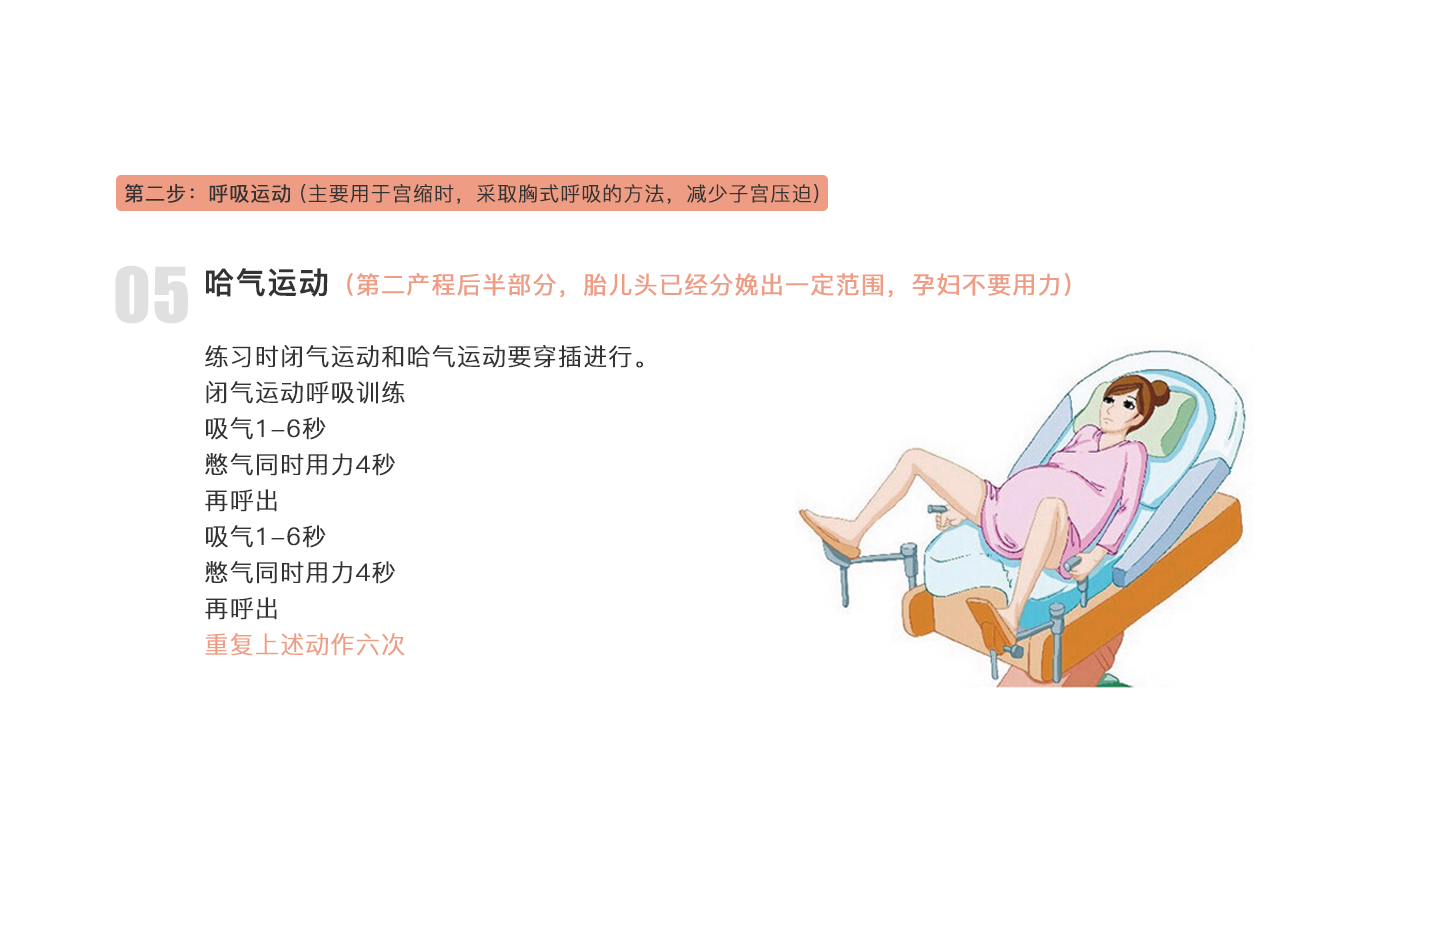 第二步：呼吸运动（主要用于宫缩时，采取胸式呼吸的方法，减少子宫压迫）
05 哈气运动（第二产程后半部分，胎儿头已经分娩出一定范围，孕妇不要用力）
练习时闭气运动和哈气运动要穿插进行。
闭气运动呼吸训练
吸气1-6秒
憋气同时用力4秒
再呼出
吸气1-6秒
憋气同时用力4秒
再呼出
重复上述动作六次